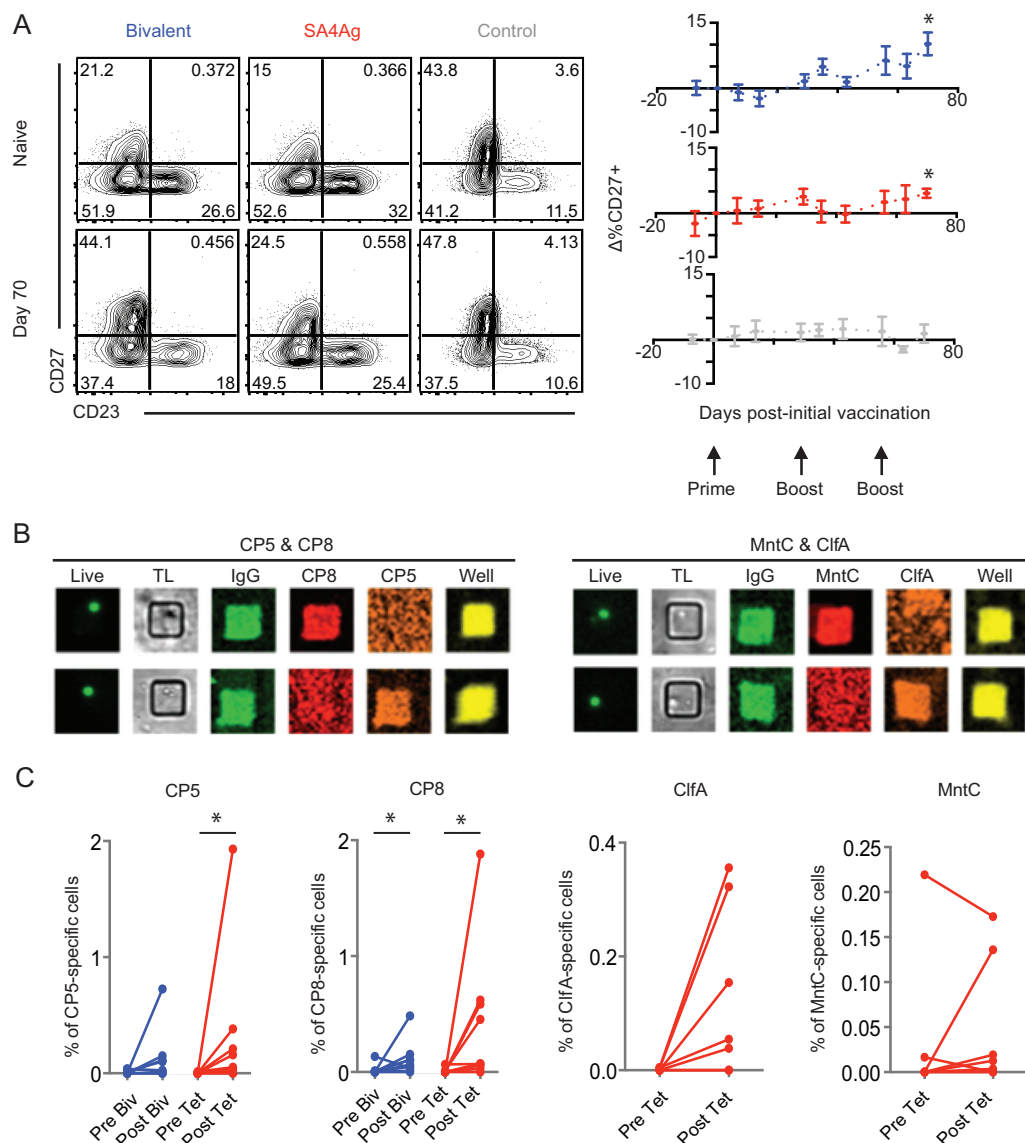 A
Bivalent SA4Ag Control
Naive
21.2 0.372 15 0.366 43.8 3.6
51.9 26.6 52.6 32 41.2 11.5
Day 70
44.1 0.456 24.5 0.558 47.8 4.13
37.4 18 49.5 25.4 37.5 10.6
CD27
CD23
15 *
-20 80
-10
Δ%CD27+
15 *
-20 80
-10
15
-20 80
-10
Days post-initial vaccination
Prime Boost Boost
B
CP5 & CP8 MntC & ClfA
Live TL IgG CP8 CP5 Well Live TL IgG MntC ClfA Well
C
CP5
% of CP5-specific cells
2
1
0
*
Pre Biv Post Biv Pre Tet Post Tet
CP8
% of CP8-specific cells
2
1
0
* *
Pre Biv Post Biv Pre Tet Post Tet
ClfA
% of ClfA-specific cells
0.4
0.2
0.0
Pre Tet Post Tet
MntC
% of MntC-specific cells
0.25
0.20
0.15
0.10
0.05
0.00
Pre Tet Post Tet